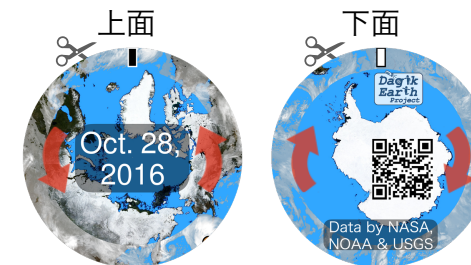 上面
下面
Oct. 28,
2016
Dagik
Earth
Project
Data by NASA,
NOAA & USGS